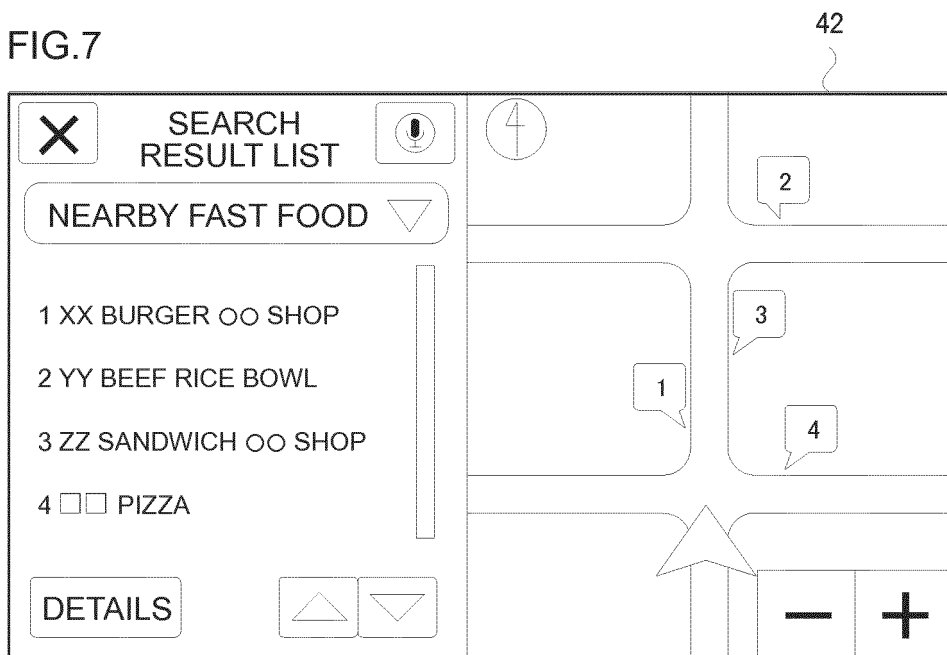 FIG.7
42
SEARCH
RESULT LIST
NEARBY FAST FOOD
1 XX BURGER ○○ SHOP
2 YY BEEF RICE BOWL
3 ZZ SANDWICH ○○ SHOP
4 □□ PIZZA
DETAILS
2
3
1
4